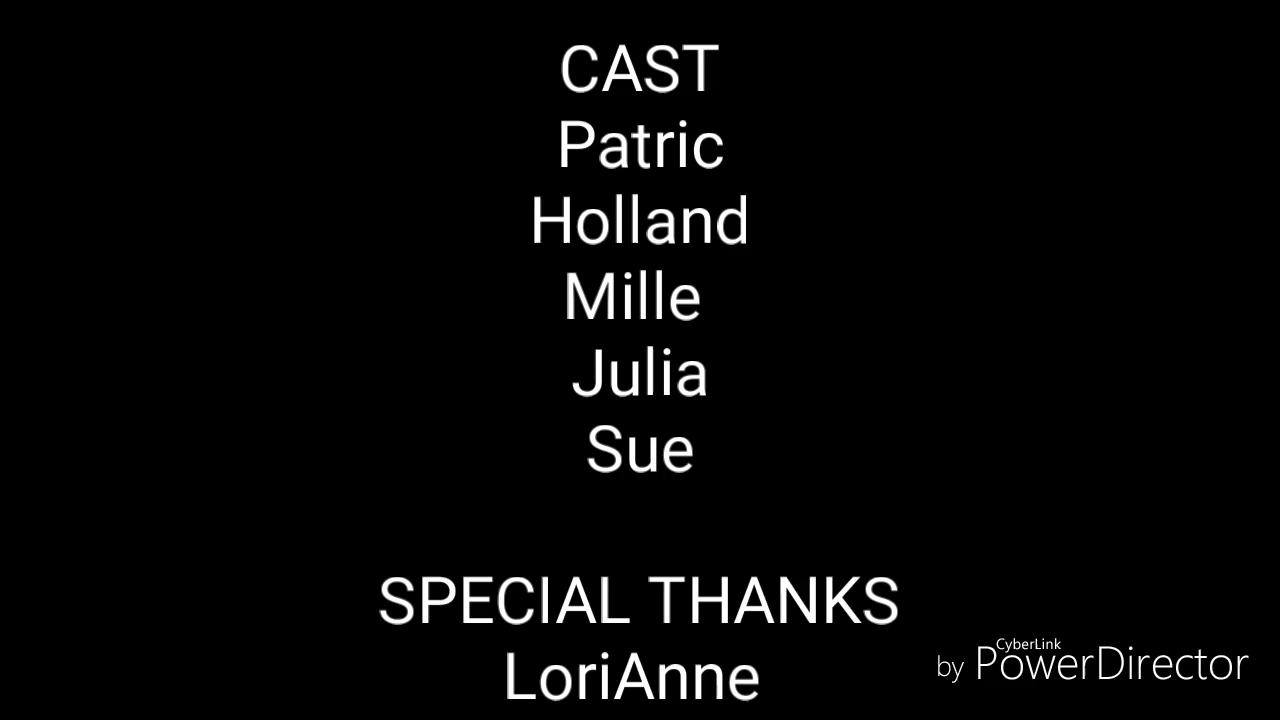 CAST
Patric
Holland
Mille
Julia
Sue
SPECIAL THANKS
LoriAnne
CyberLink
by PowerDirector